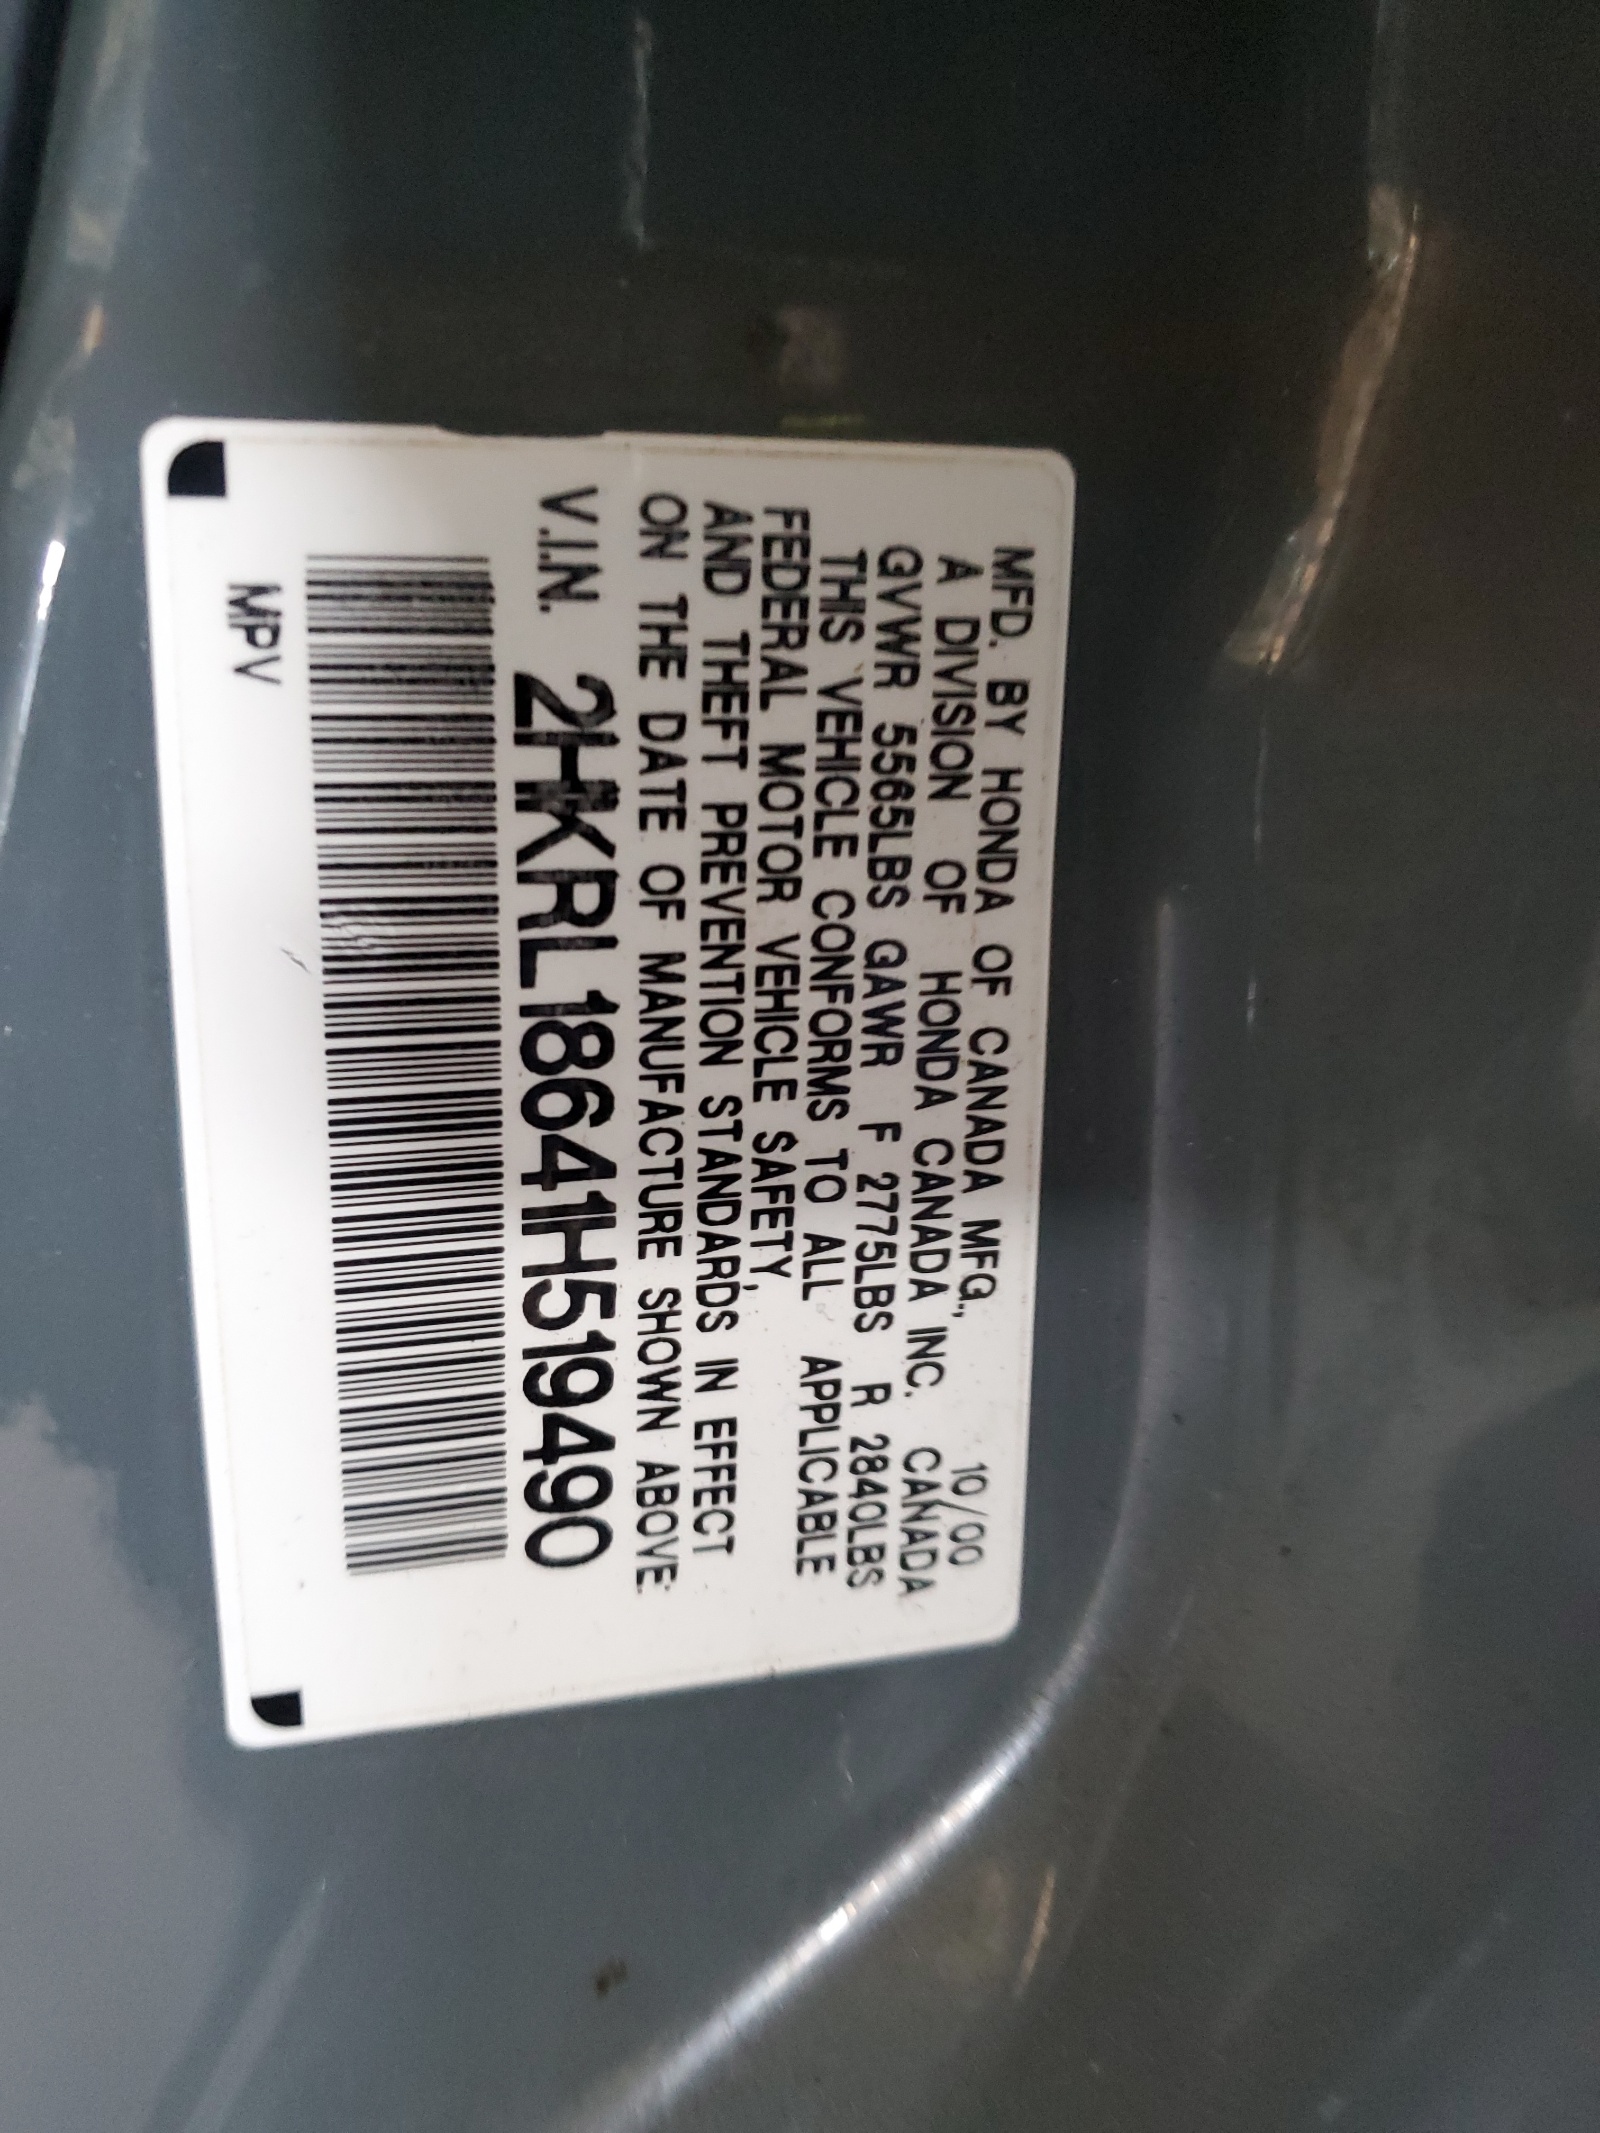 MFD. BY HONDA OF CANADA MFG., 10/00
A DIVISION OF HONDA CANADA INC. CANADA
GVWR 5565LBS GAWR F 2775LBS R 2840LBS
THIS VEHICLE CONFORMS TO ALL APPLICABLE
FEDERAL MOTOR VEHICLE SAFETY,
AND THEFT PREVENTION STANDARDS IN EFFECT
ON THE DATE OF MANUFACTURE SHOWN ABOVE.
V.I.N. 2HKRL18641H519490
MPV